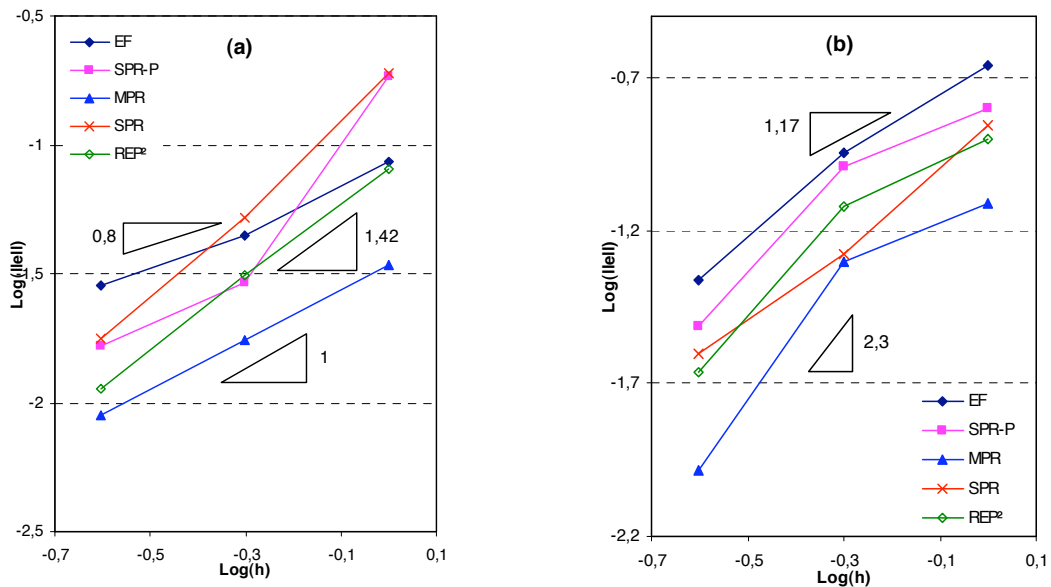 (a)
-0,5
-1
-1,5
-2
-2,5
Log(IIeII)
EF
SPR-P
MPR
SPR
REP²
0,8
1,42
1
-0,7
-0,5
-0,3
-0,1
0,1
Log(h)
(b)
-0,7
-1,2
-1,7
-2,2
Log(IIeII)
1,17
2,3
EF
SPR-P
MPR
SPR
REP²
-0,7
-0,5
-0,3
-0,1
0,1
Log(h)